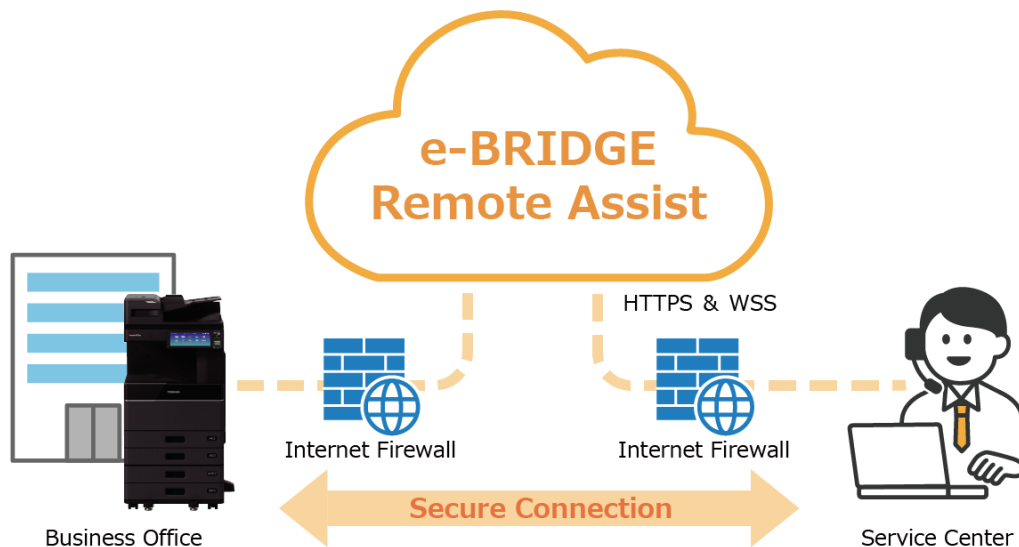 e-BRIDGE
Remote Assist
HTTPS & WSS
Internet Firewall
Internet Firewall
Secure Connection
Business Office
Service Center